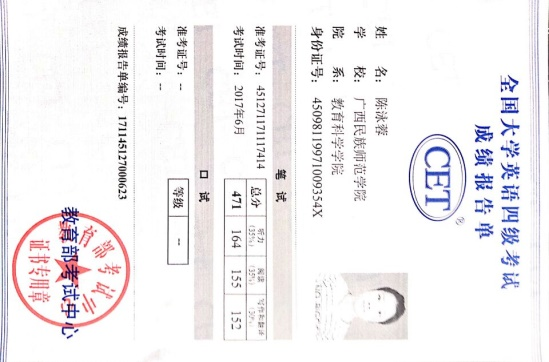 全国大学英语四级考试
成绩报告单
CET
姓 名：陈泳蓉
学 校：广西民族师范学院
院 系：教育科学学院
身份证号：45098119971009354X
笔 试
准考证号：451271171117414
考试时间：2017年6月
总分 听力(35%) 阅读(35%) 写作和翻译(30%)
471 164 155 152
口 试
准考证号：--
考试时间：--
等级 --
成绩报告单编号：171145127000623
教育部考试中心
证书专用章